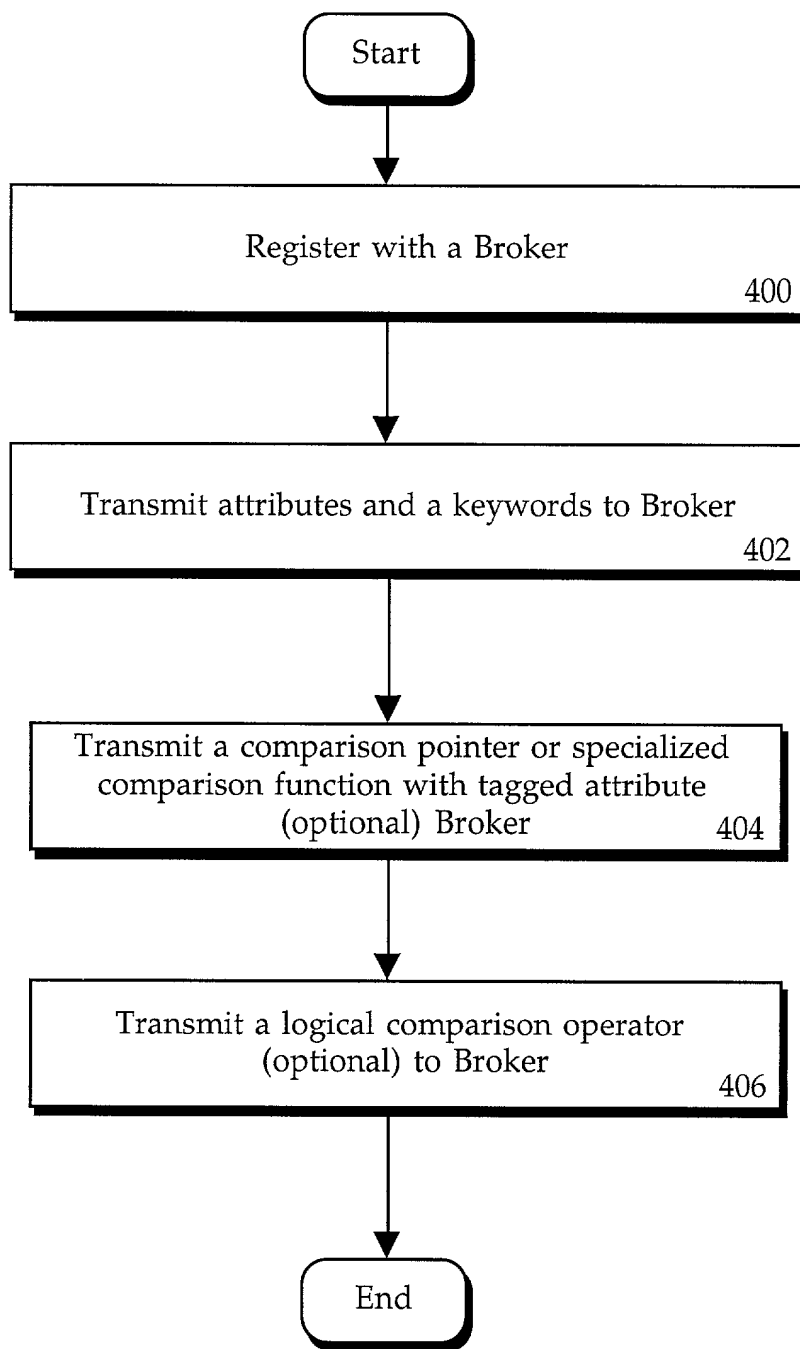 Start
Register with a Broker
400
Transmit attributes and a keywords to Broker
402
Transmit a comparison pointer or specialized
comparison function with tagged attribute
(optional) Broker
404
Transmit a logical comparison operator
(optional) to Broker
406
End